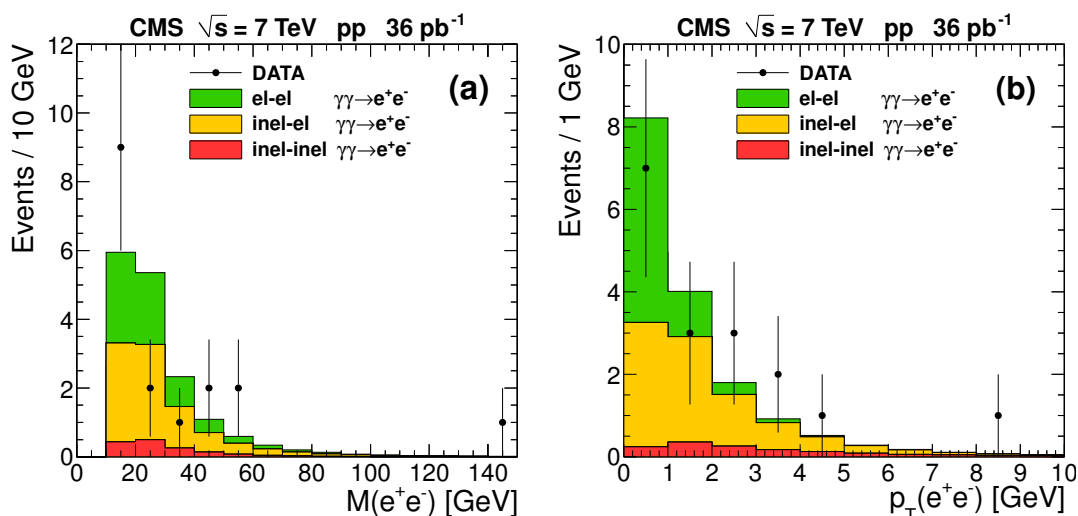 CMS √s = 7 TeV pp 36 pb⁻¹
Events / 10 GeV
12
10
8
6
4
2
0
DATA
el-el γγ→e⁺e⁻
inel-el γγ→e⁺e⁻
inel-inel γγ→e⁺e⁻
(a)
0 20 40 60 80 100 120 140
M(e⁺e⁻) [GeV]
CMS √s = 7 TeV pp 36 pb⁻¹
Events / 1 GeV
10
8
6
4
2
0
DATA
el-el γγ→e⁺e⁻
inel-el γγ→e⁺e⁻
inel-inel γγ→e⁺e⁻
(b)
0 1 2 3 4 5 6 7 8 9 10
p_T(e⁺e⁻) [GeV]